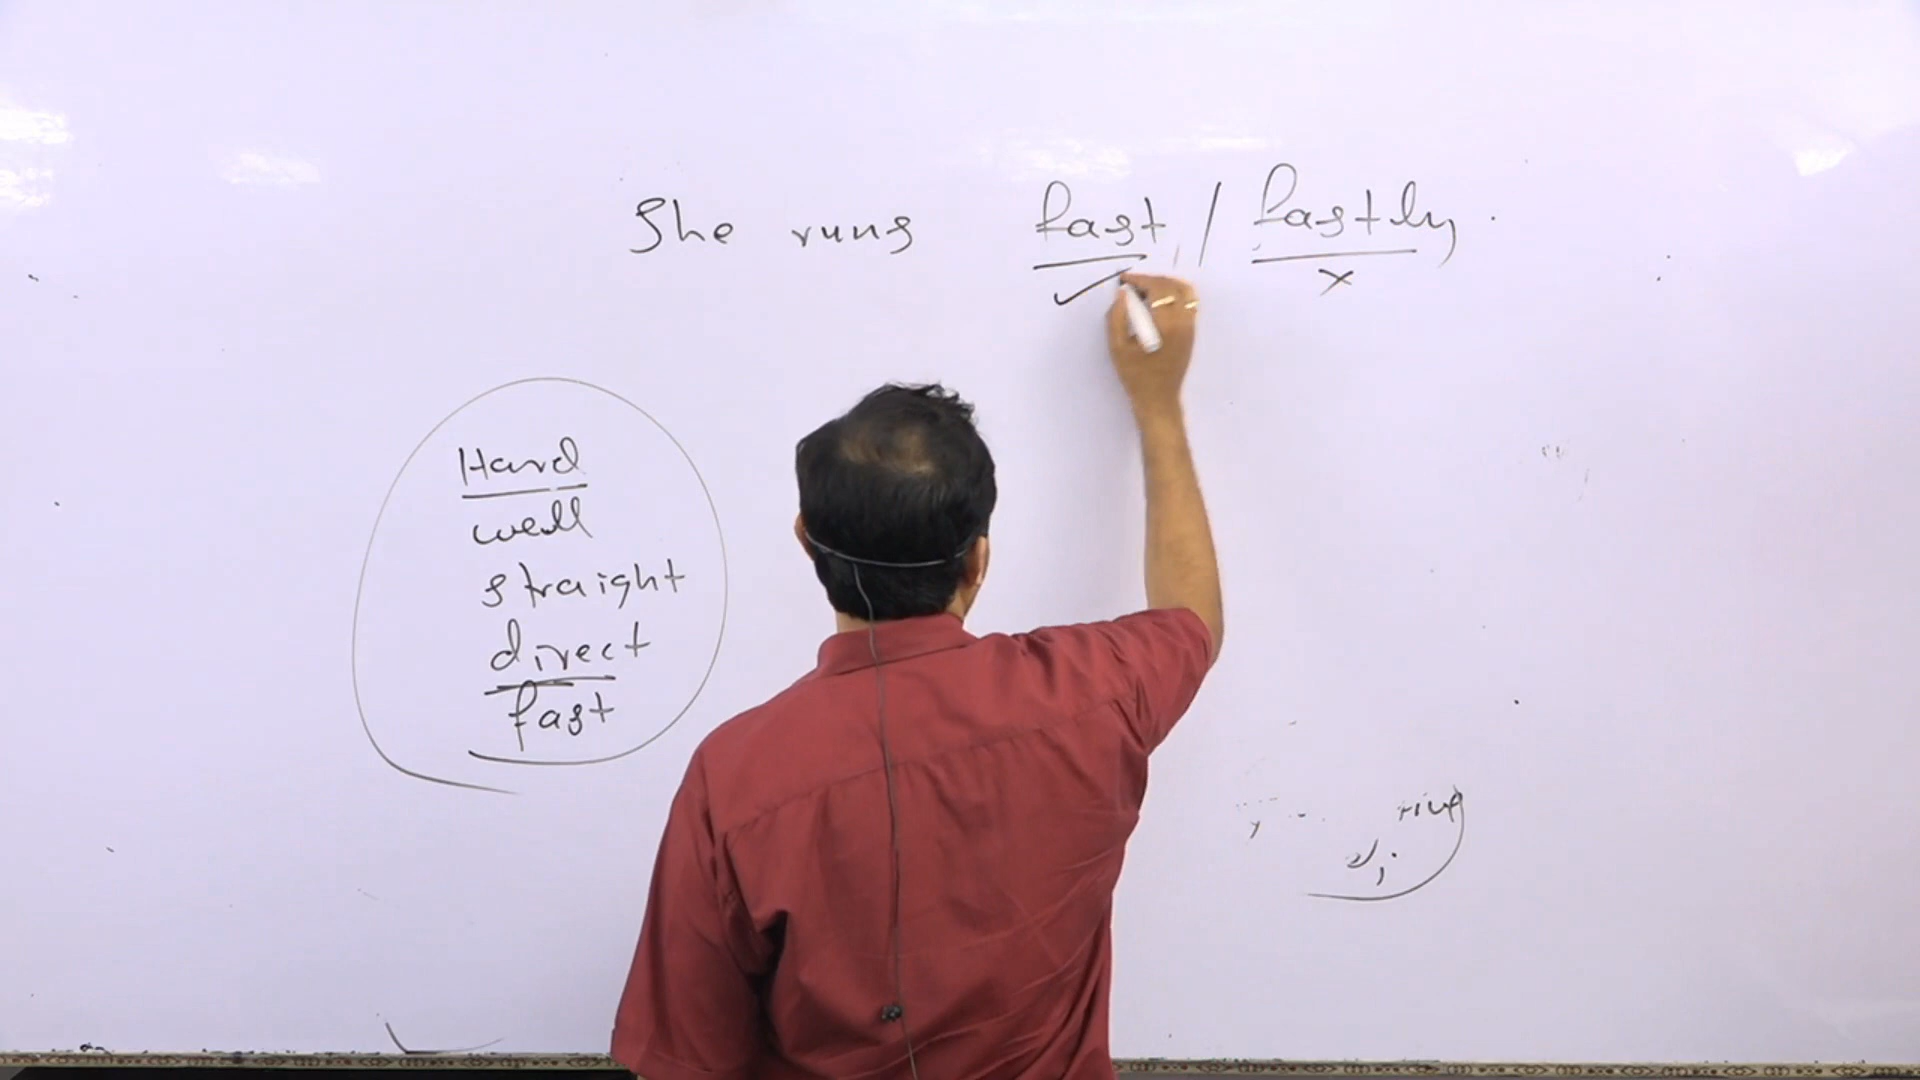 She runs fast / fastly.
Hard
well
straight
direct
fast